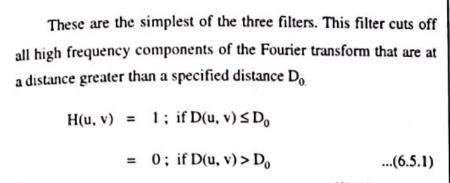 These are the simplest of the three filters. This filter cuts off
all high frequency components of the Fourier transform that are at
a distance greater than a specified distance D₀.
H(u, v) = 1 ; if D(u, v) ≤ D₀
= 0 ; if D(u, v) > D₀ ...(6.5.1)